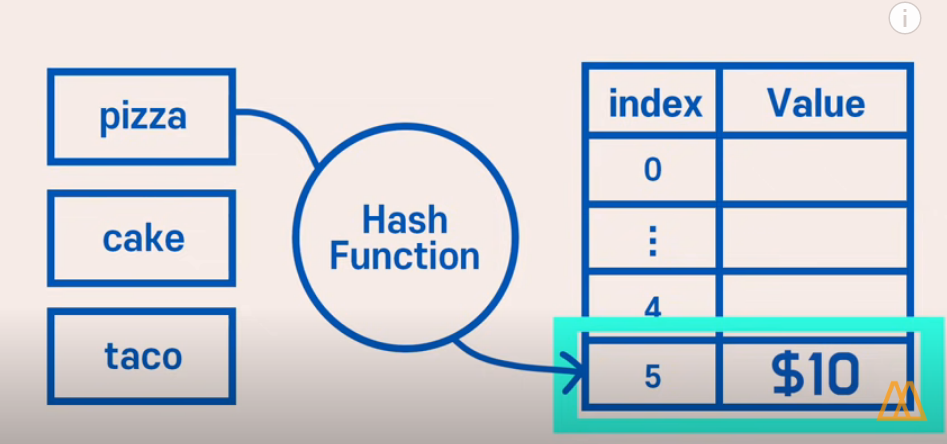 pizza
cake
taco
Hash
Function
index Value
0
⋮
4
5 $10
i